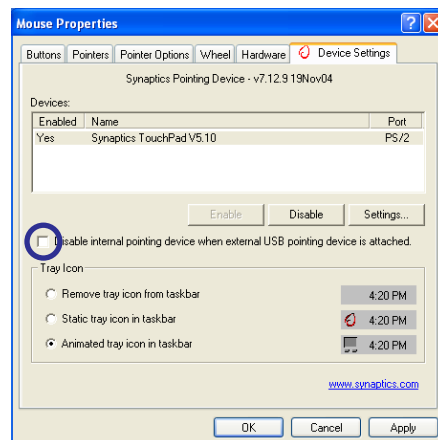 Mouse Properties
Buttons Pointers Pointer Options Wheel Hardware Device Settings
Synaptics Pointing Device - v7.12.9 19Nov04
Devices:
Enabled Name Port
Yes Synaptics TouchPad V5.10 PS/2
Enable Disable Settings...
Disable internal pointing device when external USB pointing device is attached.
Tray Icon
Remove tray icon from taskbar 4:20 PM
Static tray icon in taskbar 4:20 PM
Animated tray icon in taskbar 4:20 PM
www.synaptics.com
OK Cancel Apply